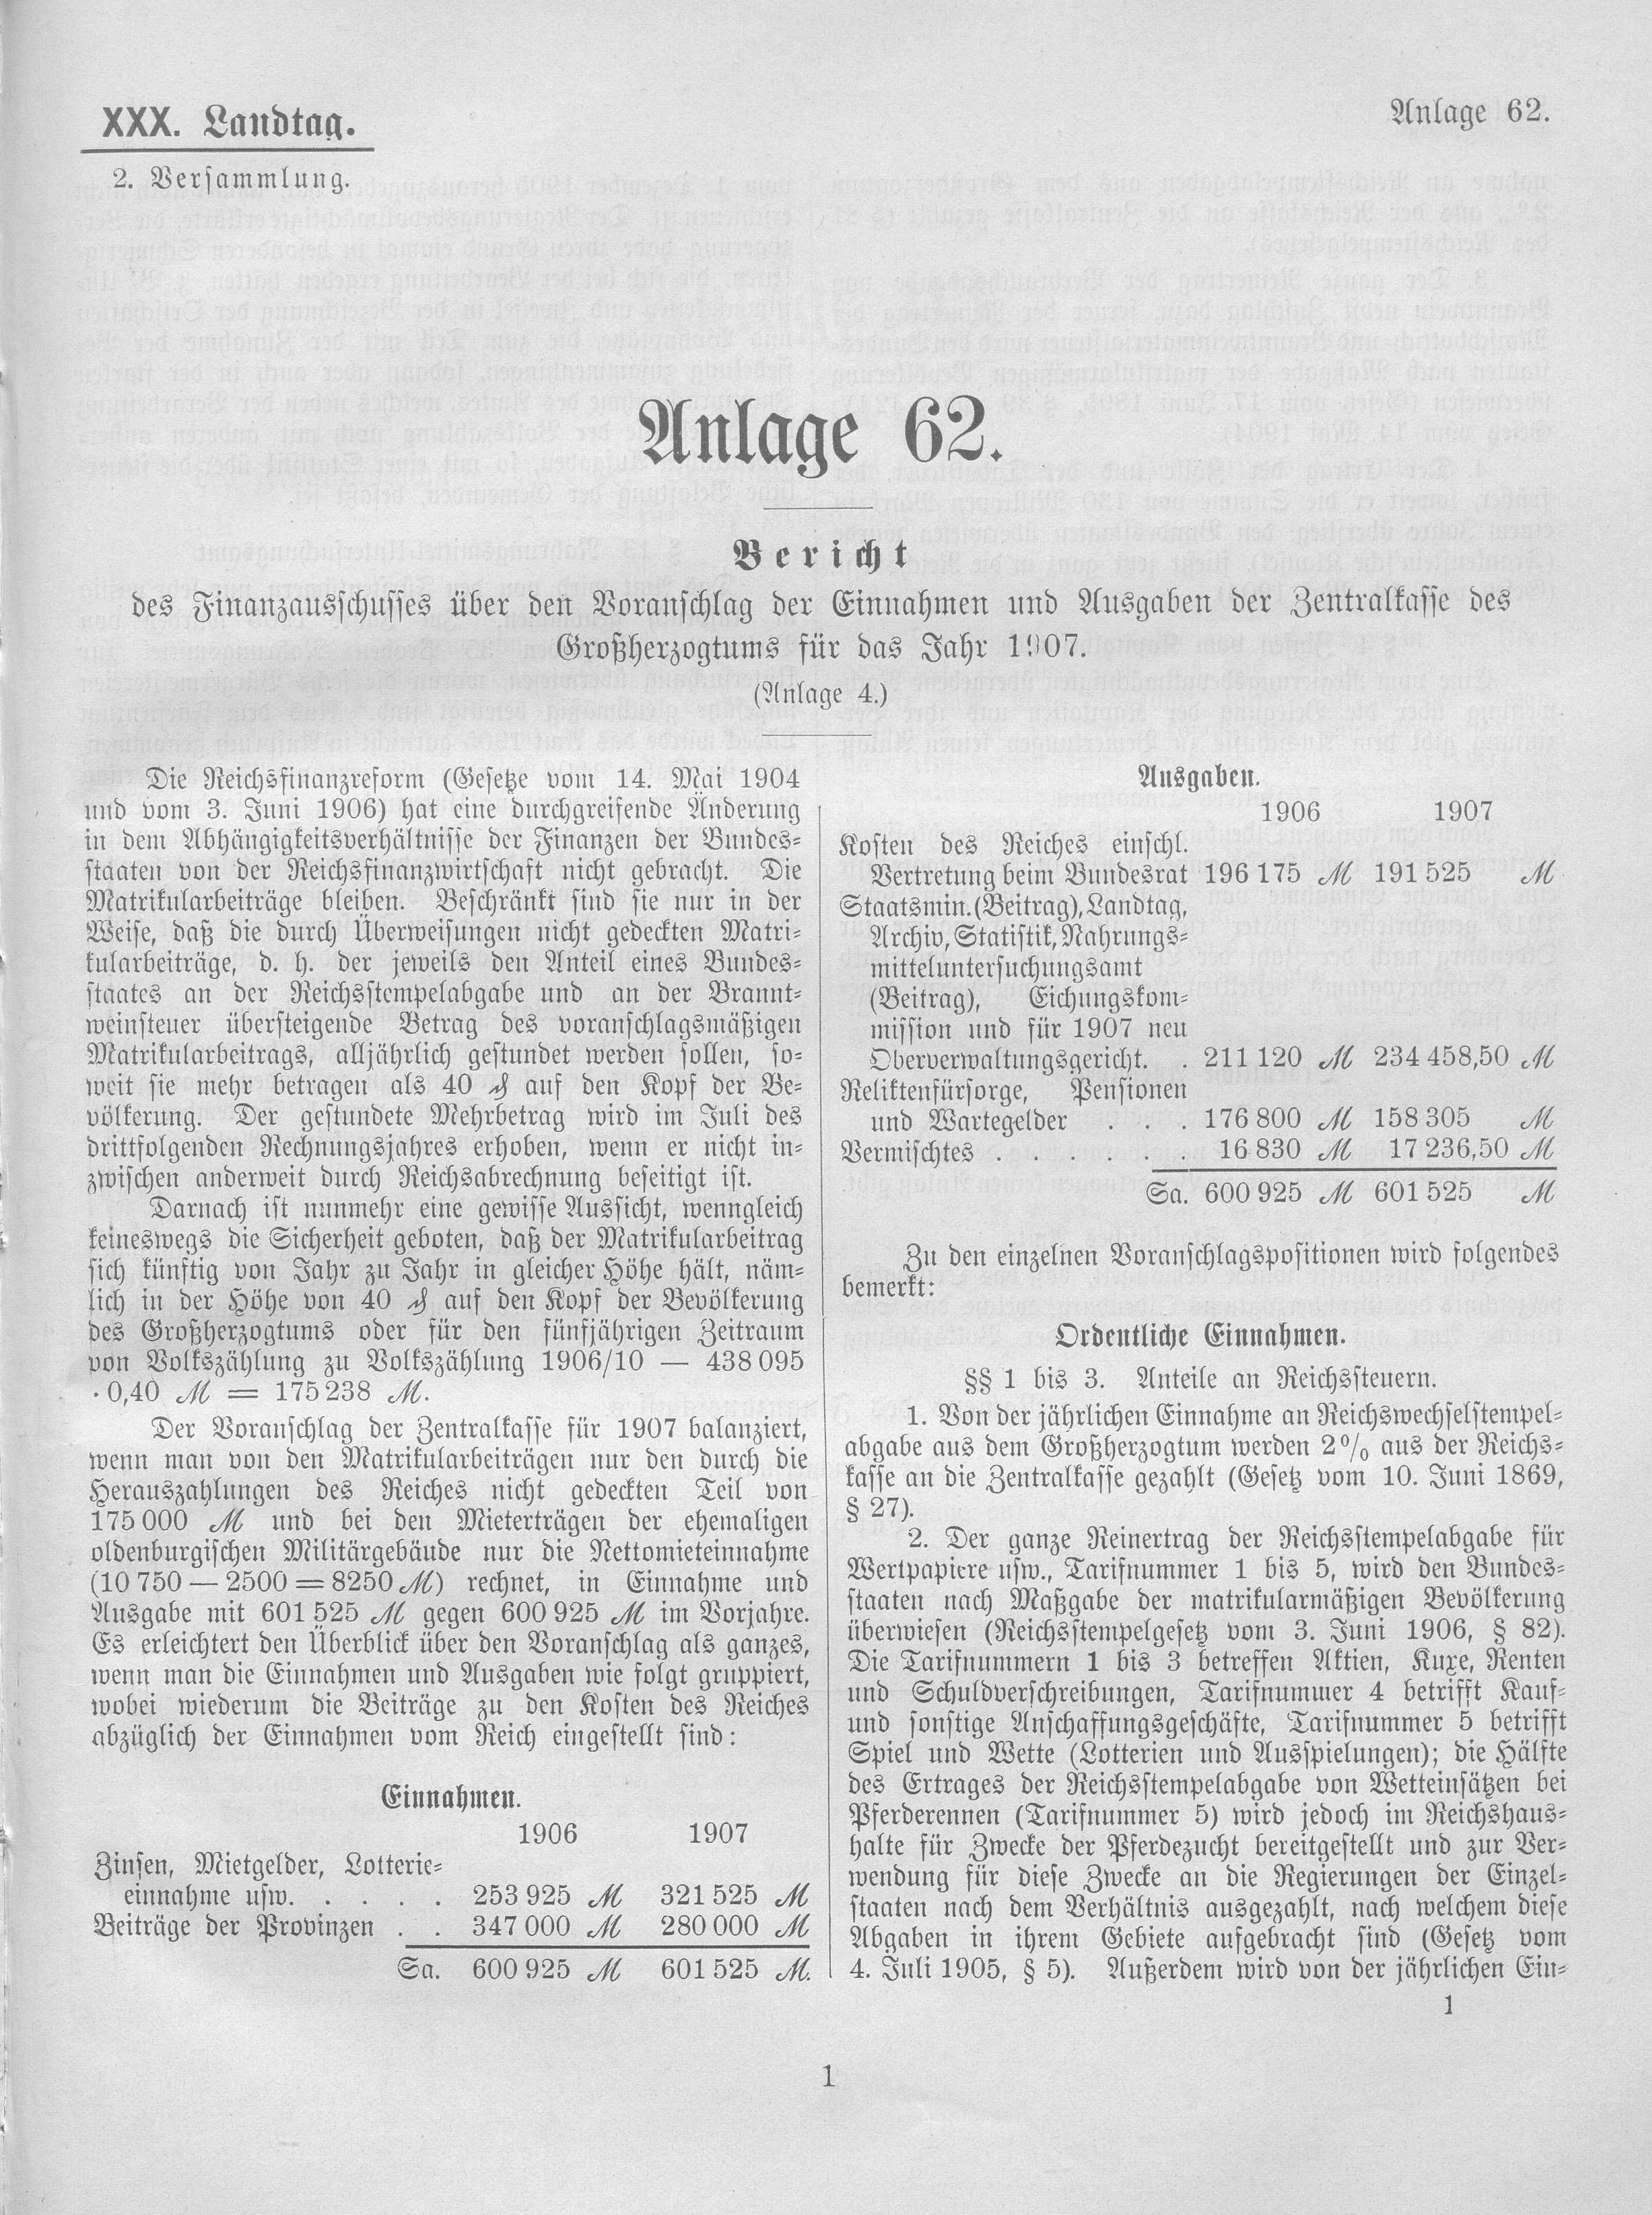 XXX. Landtag.
Anlage 62.
2. Versammlung.
Anlage 62.
Bericht
des Finanzausschusses über den Voranschlag der Einnahmen und Ausgaben der Zentralkasse des
Großherzogtums für das Jahr 1907.
(Anlage 4.)
Die Reichsfinanzreform (Gesetze vom 14. Mai 1904
und vom 3. Juni 1906) hat eine durchgreifende Änderung
in dem Abhängigkeitsverhältnisse der Finanzen der Bundes-
staaten von der Reichsfinanzwirtschaft nicht gebracht. Die
Matrikularbeiträge bleiben. Beschränkt sind sie nur in der
Weise, daß die durch Überweisungen nicht gedeckten Matri-
kularbeiträge, d. h. der jeweils den Anteil eines Bundes-
staates an der Reichsstempelabgabe und an der Brannt-
weinsteuer übersteigende Betrag des voranschlagsmäßigen
Matrikularbeitrags, alljährlich gestundet werden sollen, so-
weit sie mehr betragen als 40 ₰ auf den Kopf der Be-
völkerung. Der gestundete Mehrbetrag wird im Juli des
drittfolgenden Rechnungsjahres erhoben, wenn er nicht in-
zwischen anderweit durch Reichsabrechnung beseitigt ist.
Darnach ist nunmehr eine gewisse Aussicht, wenngleich
keineswegs die Sicherheit geboten, daß der Matrikularbeitrag
sich künftig von Jahr zu Jahr in gleicher Höhe hält, näm-
lich in der Höhe von 40 ₰ auf den Kopf der Bevölkerung
des Großherzogtums oder für den fünfjährigen Zeitraum
von Volkszählung zu Volkszählung 1906/10 — 438 095
· 0,40 ℳ = 175 238 ℳ.
Der Voranschlag der Zentralkasse für 1907 balanziert,
wenn man von den Matrikularbeiträgen nur den durch die
Herauszahlungen des Reiches nicht gedeckten Teil von
175 000 ℳ und bei den Mieterträgen der ehemaligen
oldenburgischen Militärgebäude nur die Nettomieteinnahme
(10 750 — 2500 = 8250 ℳ) rechnet, in Einnahme und
Ausgabe mit 601 525 ℳ gegen 600 925 ℳ im Vorjahre.
Es erleichtert den Überblick über den Voranschlag als ganzes,
wenn man die Einnahmen und Ausgaben wie folgt gruppiert,
wobei wiederum die Beiträge zu den Kosten des Reiches
abzüglich der Einnahmen vom Reich eingestellt sind:
Einnahmen.
1906 1907
Zinsen, Mietgelder, Lotterie-
einnahme usw. . . . . 253 925 ℳ 321 525 ℳ
Beiträge der Provinzen . . 347 000 ℳ 280 000 ℳ
Sa. 600 925 ℳ 601 525 ℳ.
Ausgaben.
1906 1907
Kosten des Reiches einschl.
Vertretung beim Bundesrat 196 175 ℳ 191 525 ℳ
Staatsmin. (Beitrag), Landtag,
Archiv, Statistik, Nahrungs-
mitteluntersuchungsamt
(Beitrag), Eichungskom-
mission und für 1907 neu
Oberverwaltungsgericht. . 211 120 ℳ 234 458,50 ℳ
Reliktenfürsorge, Pensionen
und Wartegelder . . . 176 800 ℳ 158 305 ℳ
Vermischtes . . . . . . 16 830 ℳ 17 236,50 ℳ
Sa. 600 925 ℳ 601 525 ℳ
Zu den einzelnen Voranschlagspositionen wird folgendes
bemerkt:
Ordentliche Einnahmen.
§§ 1 bis 3. Anteile an Reichssteuern.
1. Von der jährlichen Einnahme an Reichswechselstempel-
abgabe aus dem Großherzogtum werden 2% aus der Reichs-
kasse an die Zentralkasse gezahlt (Gesetz vom 10. Juni 1869,
§ 27).
2. Der ganze Reinertrag der Reichsstempelabgabe für
Wertpapiere usw., Tarifnummer 1 bis 5, wird den Bundes-
staaten nach Maßgabe der matrikularmäßigen Bevölkerung
überwiesen (Reichsstempelgesetz vom 3. Juni 1906, § 82).
Die Tarifnummern 1 bis 3 betreffen Aktien, Kuxe, Renten
und Schuldverschreibungen, Tarifnummer 4 betrifft Kauf-
und sonstige Anschaffungsgeschäfte, Tarifnummer 5 betrifft
Spiel und Wette (Lotterien und Ausspielungen); die Hälfte
des Ertrages der Reichsstempelabgabe von Wetteinsätzen bei
Pferderennen (Tarifnummer 5) wird jedoch im Reichshaus-
halte für Zwecke der Pferdezucht bereitgestellt und zur Ver-
wendung für diese Zwecke an die Regierungen der Einzel-
staaten nach dem Verhältnis ausgezahlt, nach welchem diese
Abgaben in ihrem Gebiete aufgebracht sind (Gesetz vom
4. Juli 1905, § 5). Außerdem wird von der jährlichen Ein-
1
1